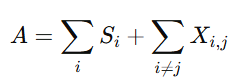 A = ∑_i S_i + ∑_{i≠j} X_{i,j}